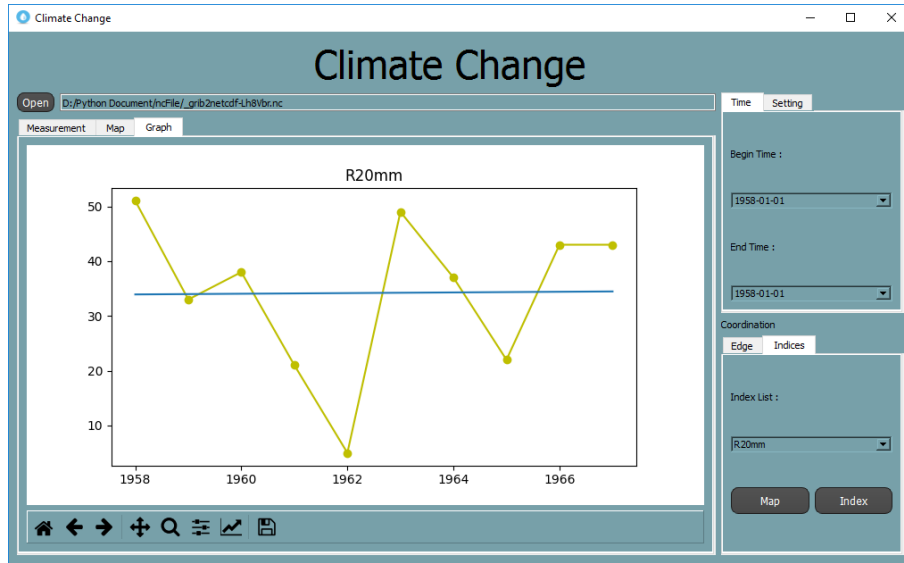 Climate Change
Climate Change
Open D:/Python Document/ncFile/_grib2netcdf-Lh8Vbr.nc
Measurement Map Graph
R20mm
50
40
30
20
10
1958 1960 1962 1964 1966
Time Setting
Begin Time :
1958-01-01
End Time :
1958-01-01
Coordination
Edge Indices
Index List :
R20mm
Map Index